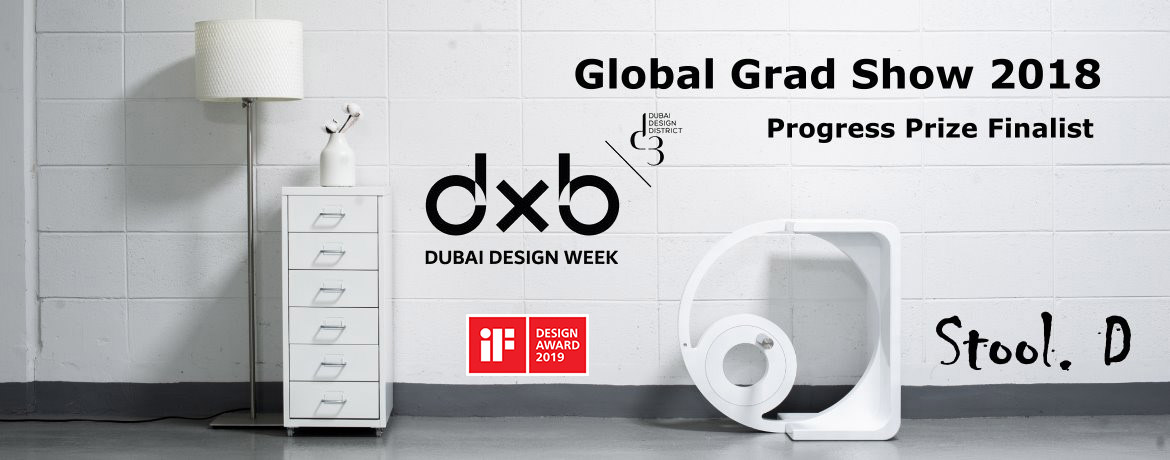 Global Grad Show 2018
Progress Prize Finalist
DUBAI
DESIGN
DISTRICT
d3
dxb
DUBAI DESIGN WEEK
iF
DESIGN
AWARD
2019
Stool. D